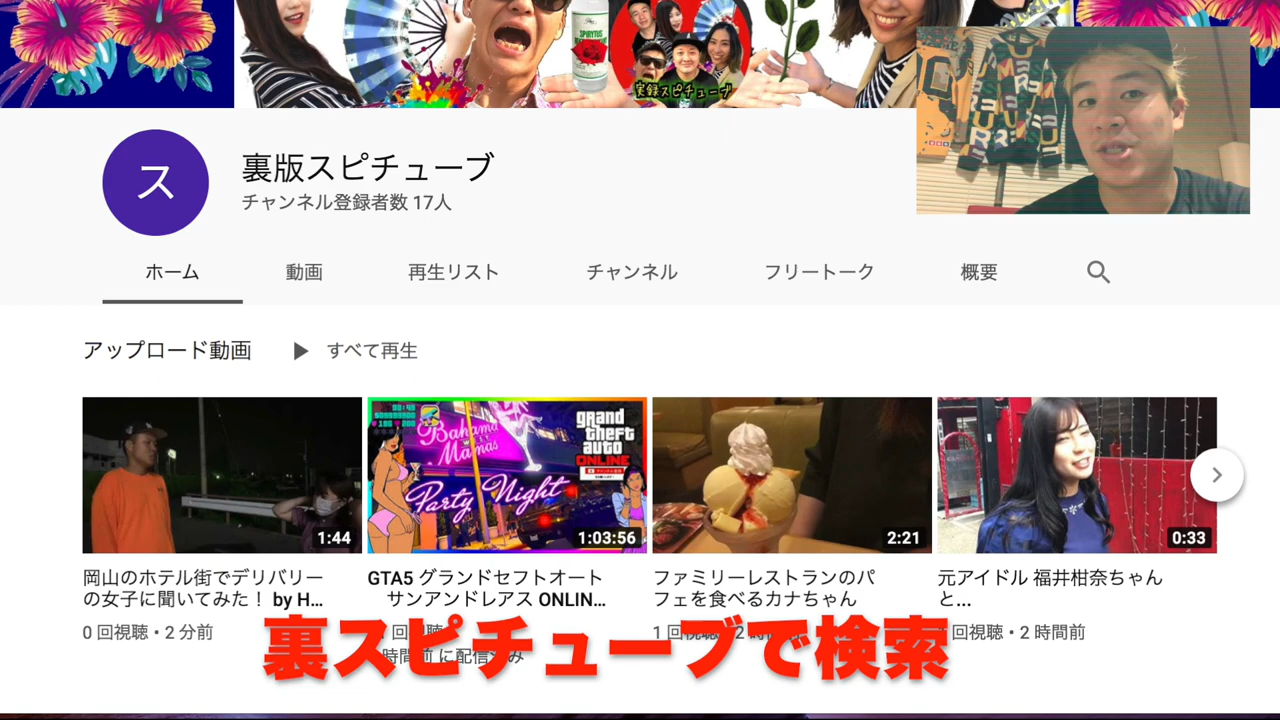 SPIRYTUS
実録スピチューブ
ス
裏版スピチューブ
チャンネル登録者数 17人
ホーム
動画
再生リスト
チャンネル
フリートーク
概要
アップロード動画
すべて再生
Bahama
Mamas
Party Night
grand
theft
auto
ONLINE
1:44
1:03:56
2:21
0:33
岡山のホテル街でデリバリー
の女子に聞いてみた！ by H...
0 回視聴・2 分前
GTA5 グランドセフトオート
サンアンドレアス ONLIN...
ファミリーレストランのパ
フェを食べるカナちゃん
元アイドル 福井柑奈ちゃん
と...
回視聴・2 時間前
裏スピチューブで検索